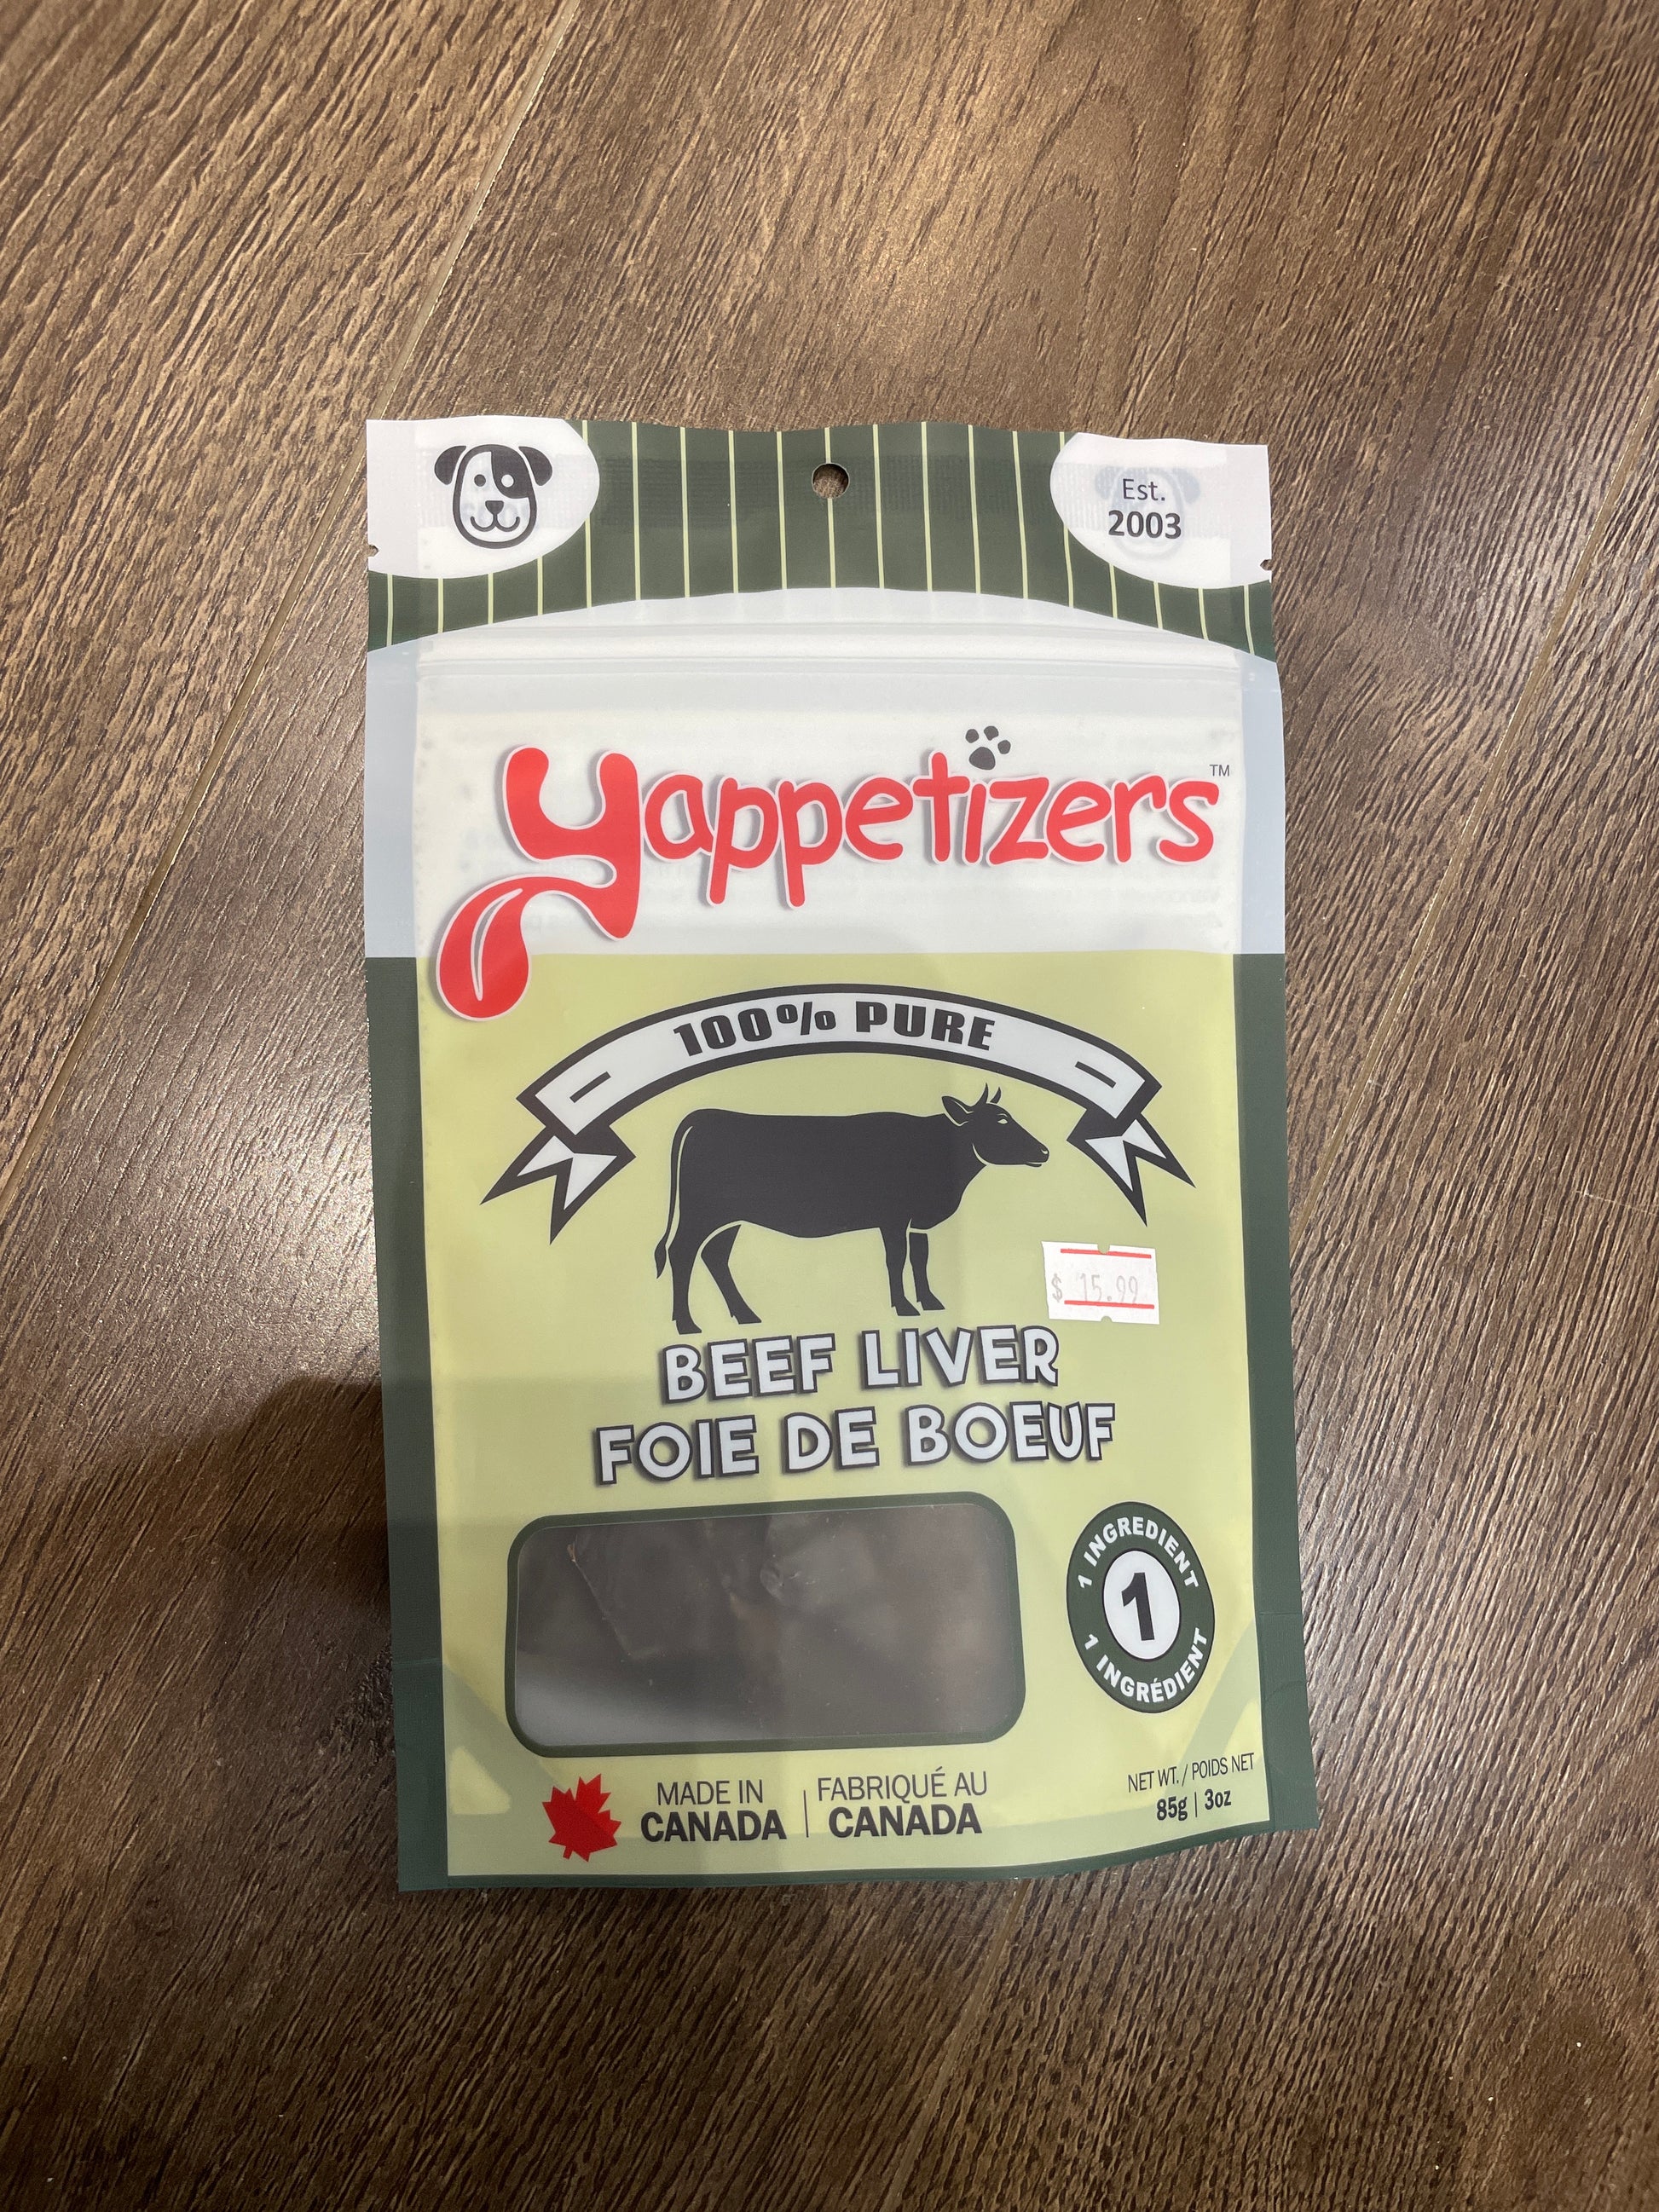 Est.
2003
yappetizers™
100% PURE
$ 15.99
BEEF LIVER
FOIE DE BOEUF
1 INGREDIENT
1
1 INGRÉDIENT
MADE IN
CANADA
FABRIQUÉ AU
CANADA
NET WT. / POIDS NET
85g | 3oz